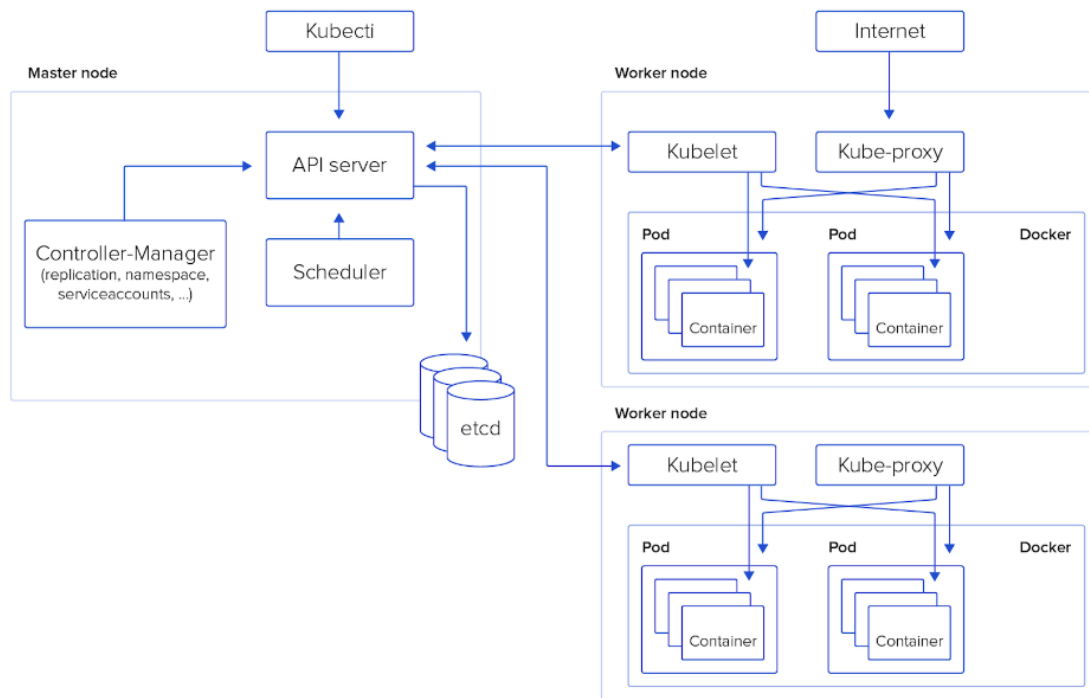 Kubecti
Internet
Master node
Worker node
API server
Kubelet
Kube-proxy
Controller-Manager
(replication, namespace,
serviceaccounts, ...)
Scheduler
Pod
Pod
Docker
Container
Container
etcd
Worker node
Kubelet
Kube-proxy
Pod
Pod
Docker
Container
Container